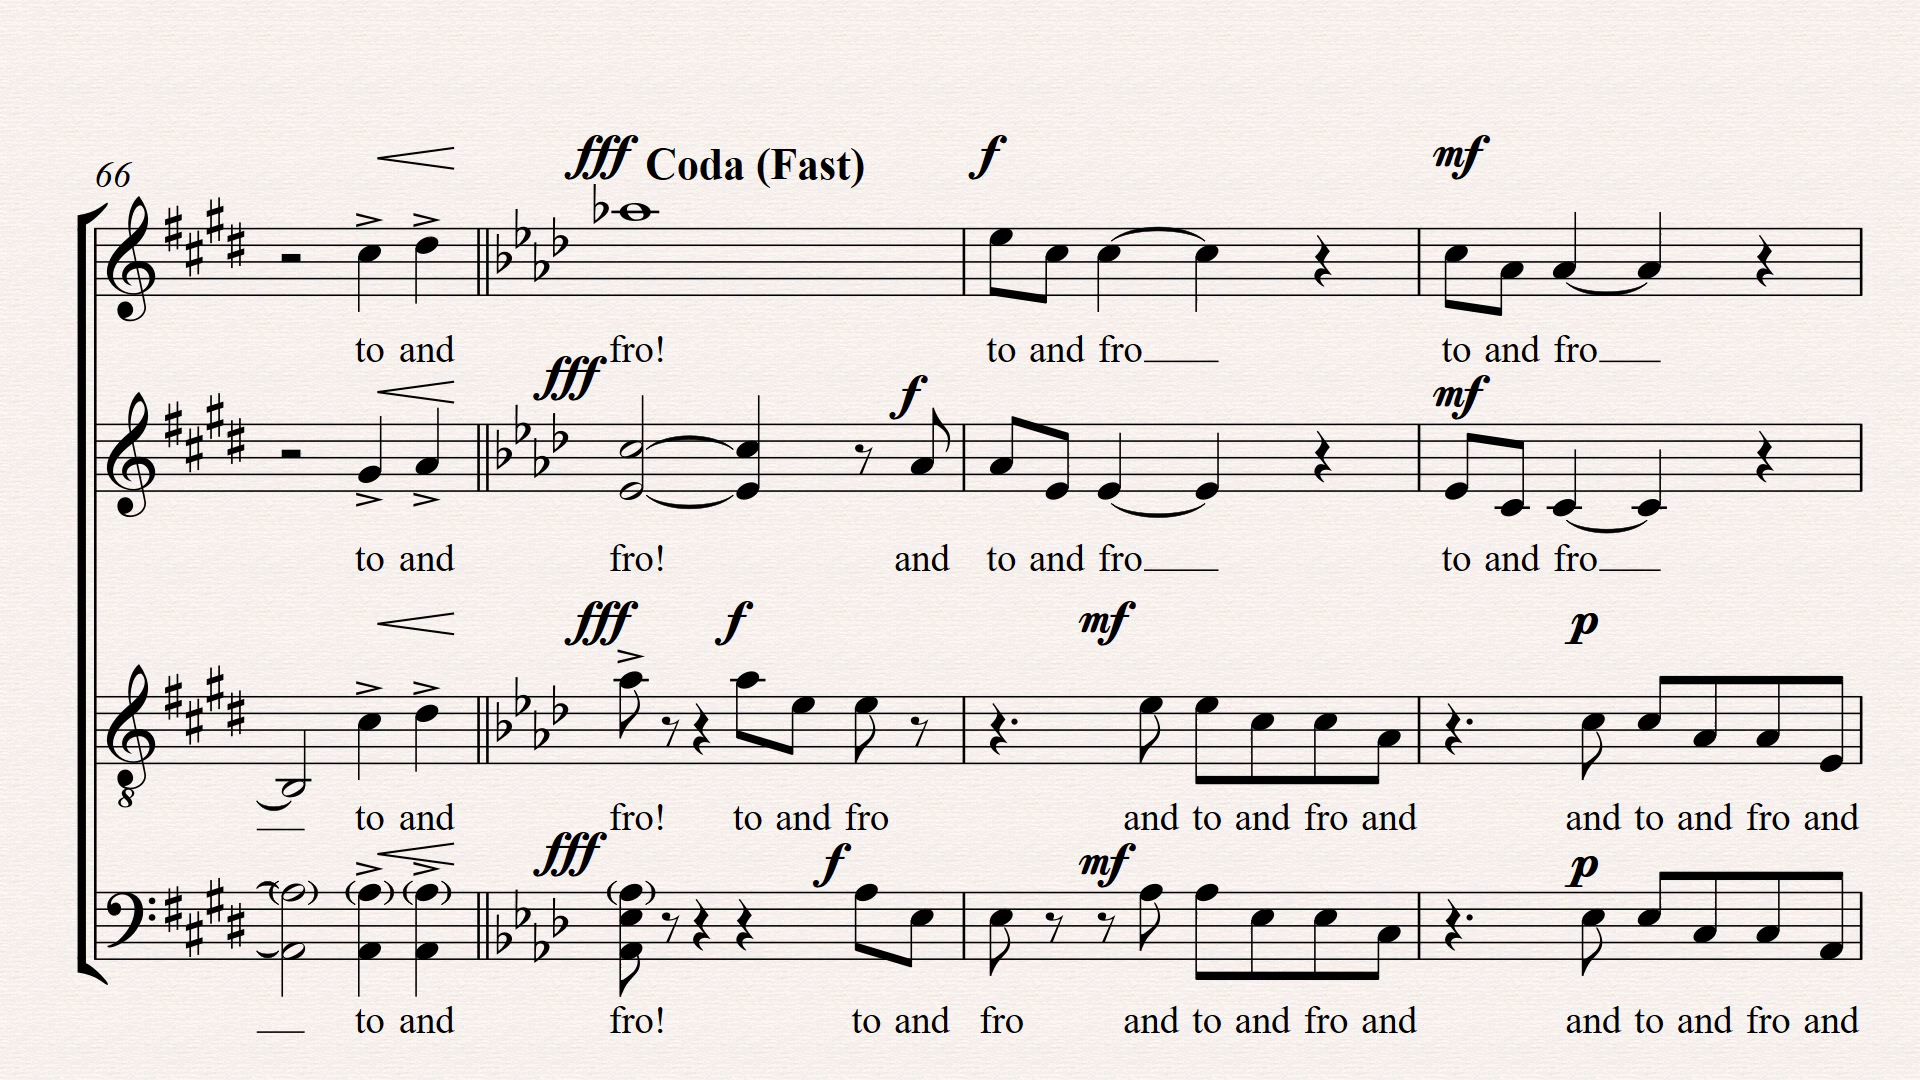 66
fff Coda (Fast) f mf
to and fro! to and fro to and fro
fff f mf
to and fro! and to and fro to and fro
fff f mf p
8
to and fro! to and fro and to and fro and and to and fro and
fff f mf p
to and fro! to and fro and to and fro and and to and fro and